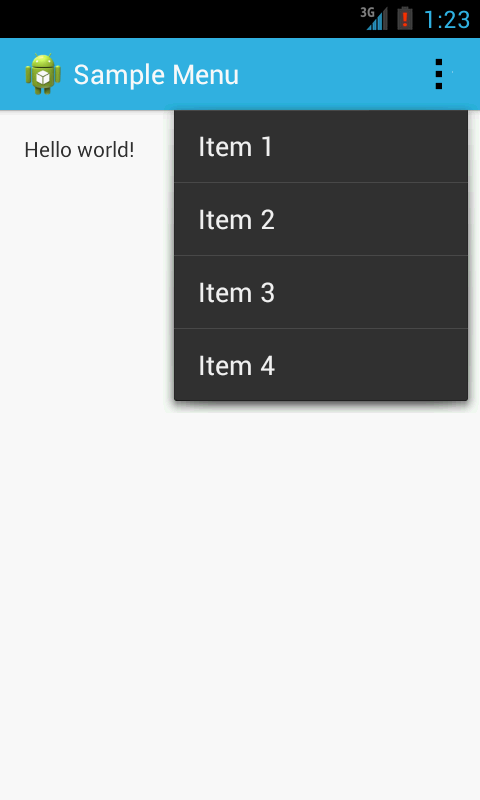 3G 1:23
Sample Menu
Hello world!
Item 1
Item 2
Item 3
Item 4